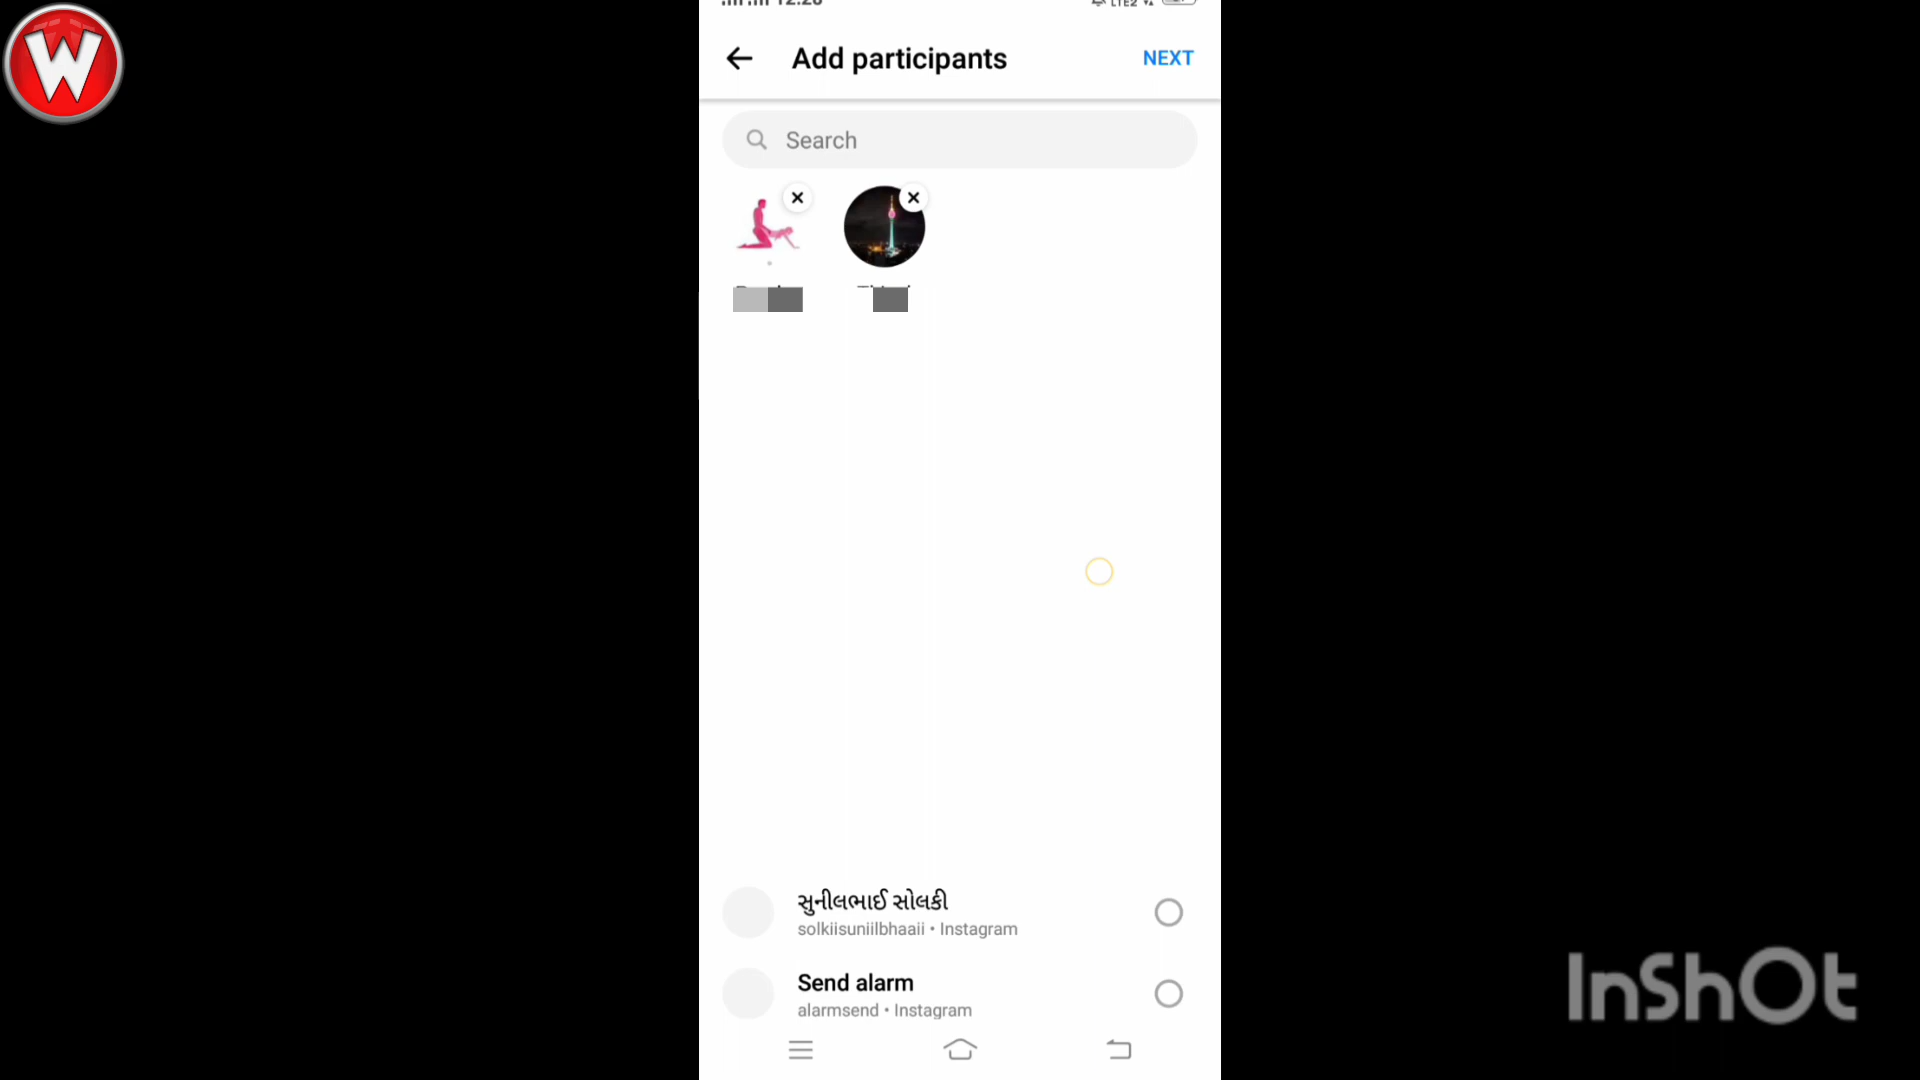 W
Add participants
NEXT
Search
સુનીલભાઈ સોલકી
solkiisuniilbhaaii • Instagram
Send alarm
alarmsend • Instagram
InShOt